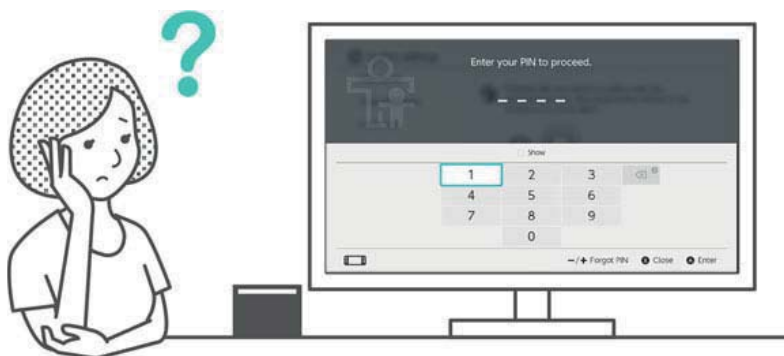 ?
Enter your PIN to proceed.
Show
1 2 3
4 5 6
7 8 9
0
−/+ Forgot PIN Close A Enter